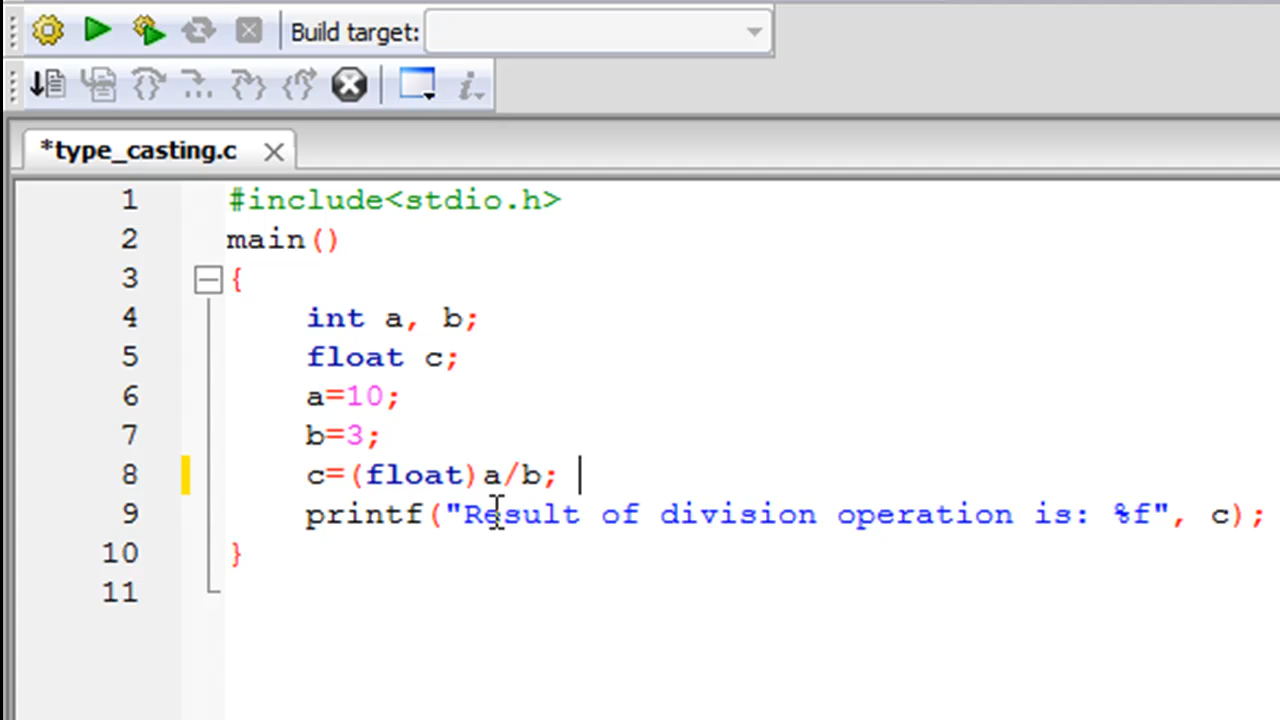 Build target:
*type_casting.c
1 #include<stdio.h>
2 main()
3 {
4 int a, b;
5 float c;
6 a=10;
7 b=3;
8 c=(float)a/b;
9 printf("Result of division operation is: %f", c);
10 }
11